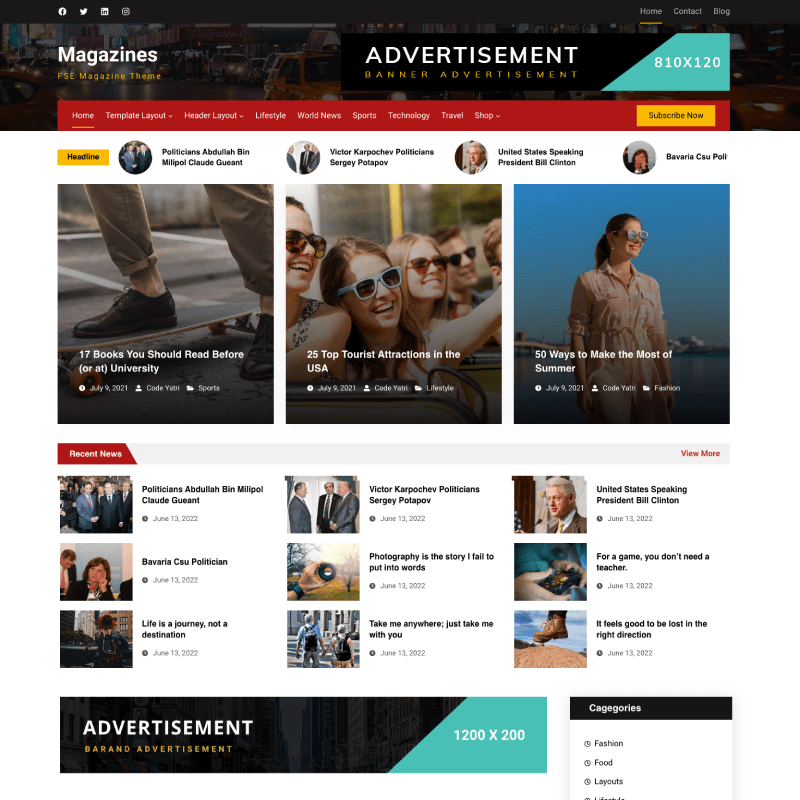 Home Contact Blog
Magazines
FSE Magazine Theme
ADVERTISEMENT
BANNER ADVERTISEMENT
810X120
Home Template Layout Header Layout Lifestyle World News Sports Technology Travel Shop
Subscribe Now
Headline
Politicians Abdullah Bin
Milipol Claude Gueant
Victor Karpochev Politicians
Sergey Potapov
United States Speaking
President Bill Clinton
Bavaria Csu Poli
17 Books You Should Read Before
(or at) University
July 9, 2021 Code Yatri Sports
25 Top Tourist Attractions in the
USA
July 9, 2021 Code Yatri Lifestyle
50 Ways to Make the Most of
Summer
July 9, 2021 Code Yatri Fashion
Recent News
View More
Politicians Abdullah Bin Milipol
Claude Gueant
June 13, 2022
Victor Karpochev Politicians
Sergey Potapov
June 13, 2022
United States Speaking
President Bill Clinton
June 13, 2022
Bavaria Csu Politician
June 13, 2022
Photography is the story I fail to
put into words
June 13, 2022
For a game, you don't need a
teacher.
June 13, 2022
Life is a journey, not a
destination
June 13, 2022
Take me anywhere; just take me
with you
June 13, 2022
It feels good to be lost in the
right direction
June 13, 2022
ADVERTISEMENT
BARAND ADVERTISEMENT
1200 X 200
Cagegories
Fashion
Food
Layouts
Lifestyle